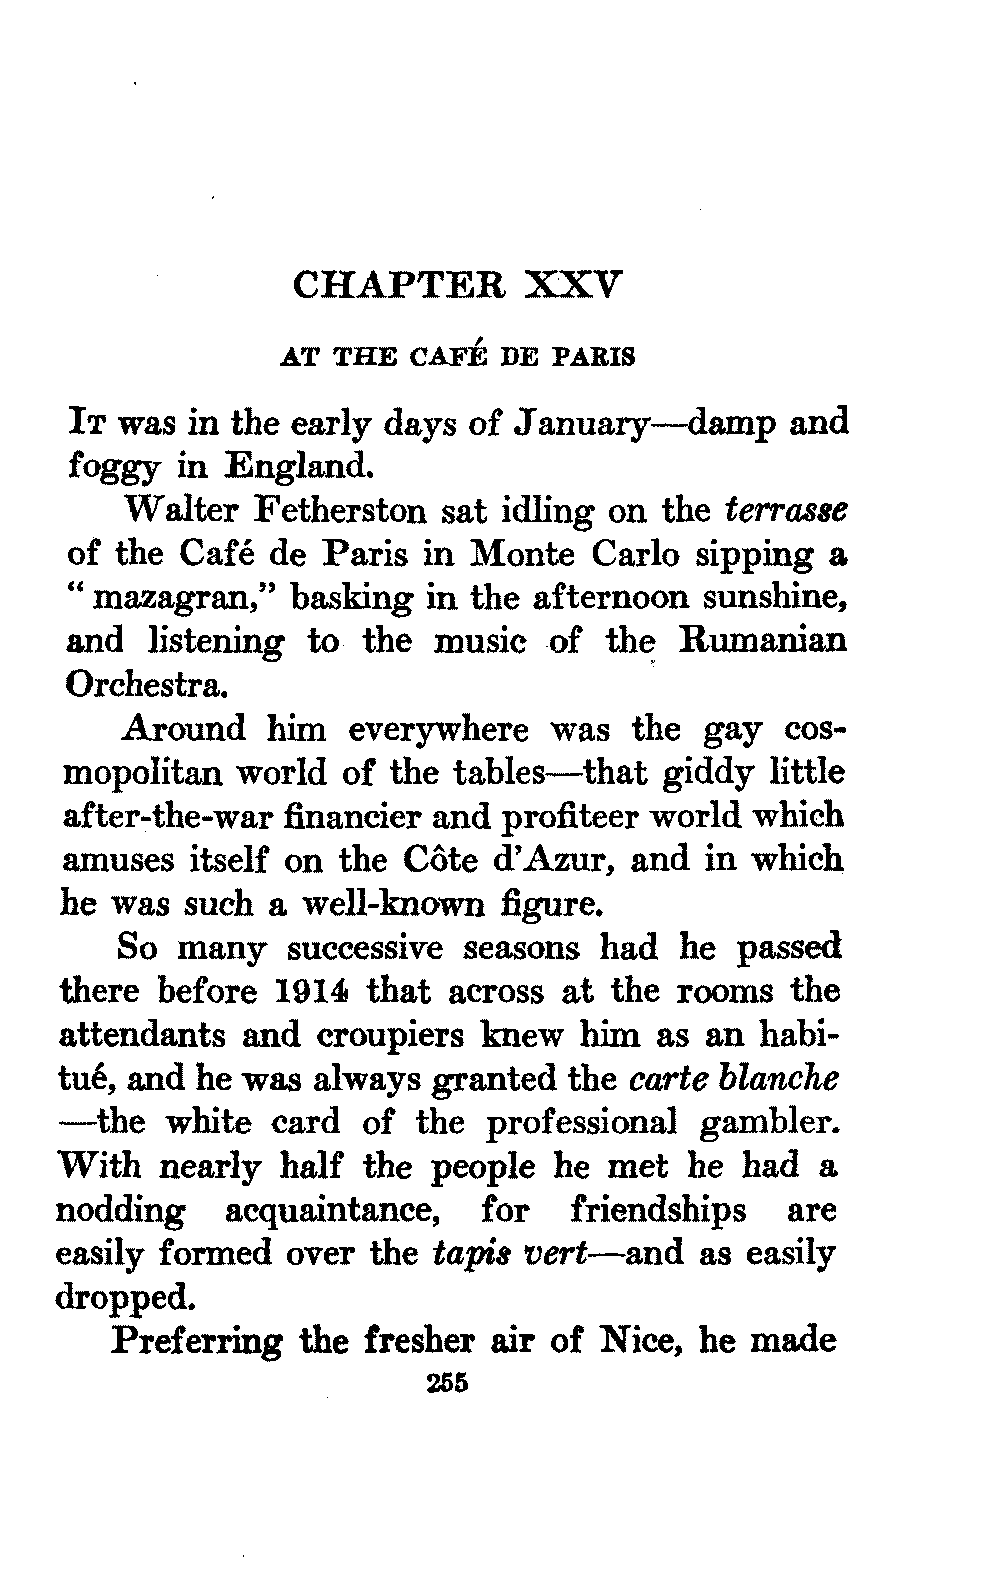 CHAPTER XXV
AT THE CAFÉ DE PARIS
IT was in the early days of January—damp and
foggy in England.
Walter Fetherston sat idling on the terrasse
of the Café de Paris in Monte Carlo sipping a
“ mazagran,” basking in the afternoon sunshine,
and listening to the music of the Rumanian
Orchestra.
Around him everywhere was the gay cos-
mopolitan world of the tables—that giddy little
after-the-war financier and profiteer world which
amuses itself on the Côte d’Azur, and in which
he was such a well-known figure.
So many successive seasons had he passed
there before 1914 that across at the rooms the
attendants and croupiers knew him as an habi-
tué, and he was always granted the carte blanche
—the white card of the professional gambler.
With nearly half the people he met he had a
nodding acquaintance, for friendships are
easily formed over the tapis vert—and as easily
dropped.
Preferring the fresher air of Nice, he made
255